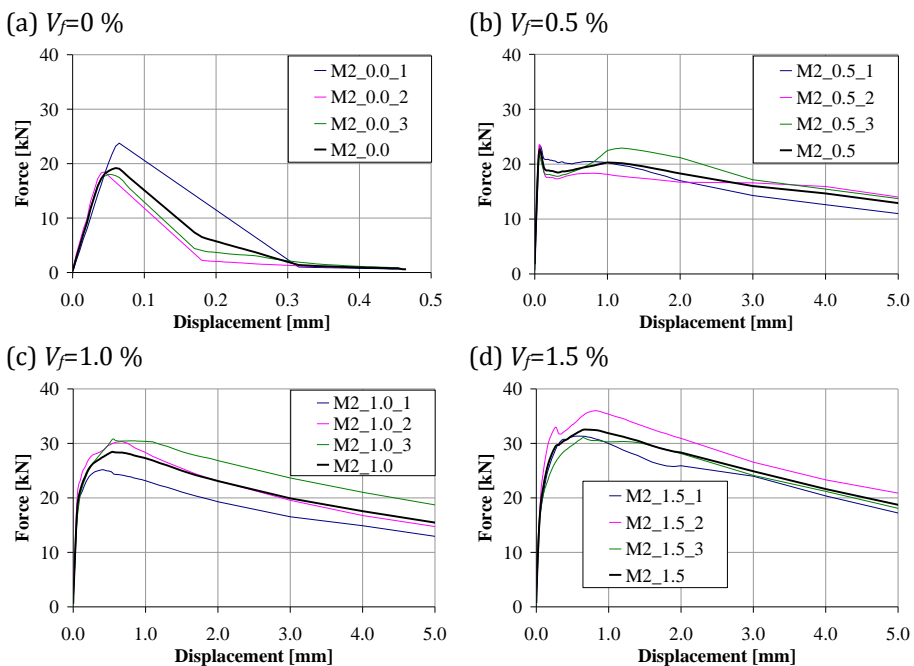 (a) V_f=0 %
40
30
20
10
0
Force [kN]
M2_0.0_1
M2_0.0_2
M2_0.0_3
M2_0.0
0.0 0.1 0.2 0.3 0.4 0.5
Displacement [mm]
(b) V_f=0.5 %
40
30
20
10
0
Force [kN]
M2_0.5_1
M2_0.5_2
M2_0.5_3
M2_0.5
0.0 1.0 2.0 3.0 4.0 5.0
Displacement [mm]
(c) V_f=1.0 %
40
30
20
10
0
Force [kN]
M2_1.0_1
M2_1.0_2
M2_1.0_3
M2_1.0
0.0 1.0 2.0 3.0 4.0 5.0
Displacement [mm]
(d) V_f=1.5 %
40
30
20
10
0
Force [kN]
M2_1.5_1
M2_1.5_2
M2_1.5_3
M2_1.5
0.0 1.0 2.0 3.0 4.0 5.0
Displacement [mm]